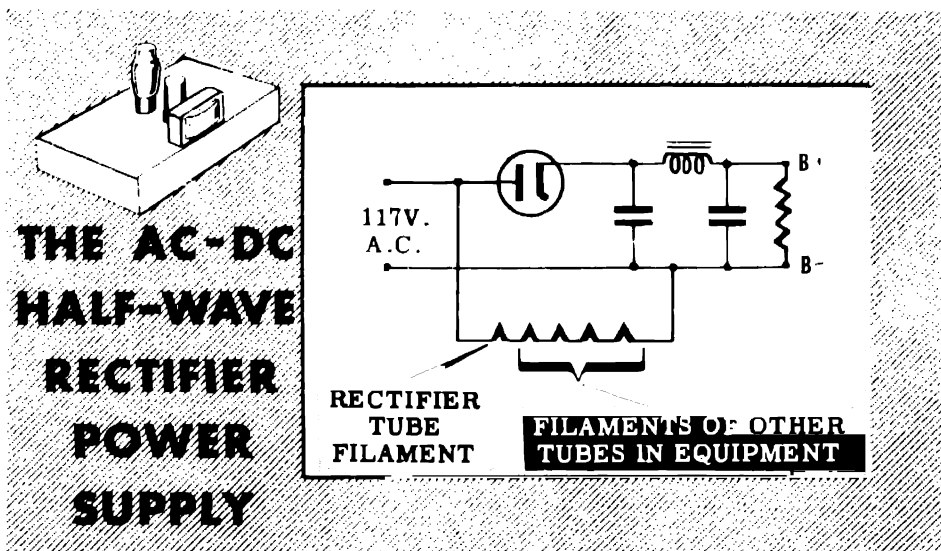 THE AC-DC
HALF-WAVE
RECTIFIER
POWER
SUPPLY
117V.
A.C.
B+
B-
RECTIFIER
TUBE
FILAMENT
FILAMENTS OF OTHER
TUBES IN EQUIPMENT